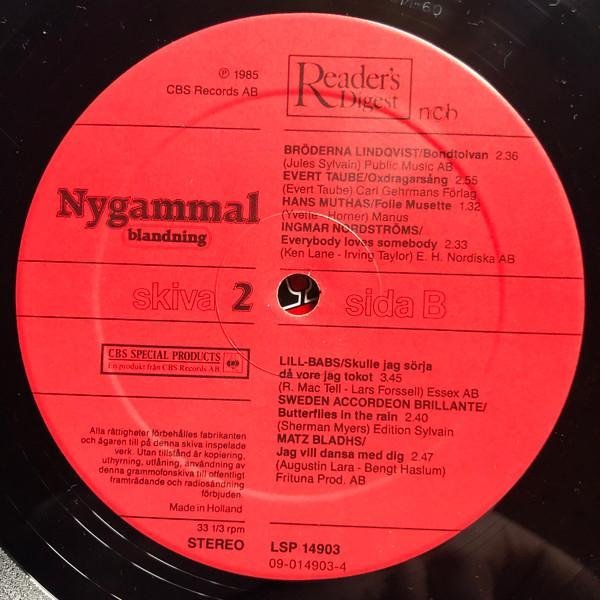 ℗ 1985
CBS Records AB
Reader's
Digest
ncb
BRÖDERNA LINDQVIST/Bondtolvan 2.36
(Jules Sylvain) Public Music AB
EVERT TAUBE/Oxdragarsång 2.55
(Evert Taube) Carl Gehrmans Förlag
HANS MUTHAS/Folle Musette 1.32
(Yvette - Horner) Manus
INGMAR NORDSTRÖMS/
Everybody loves somebody 2.33
(Ken Lane - Irving Taylor) E. H. Nordiska AB
Nygammal
blandning
skiva 2
sida B
CBS SPECIAL PRODUCTS
En produkt från CBS Records AB
LILL-BABS/Skulle jag sörja
då vore jag tokot 3.45
(R. Mac Tell - Lars Forssell) Essex AB
SWEDEN ACCORDEON BRILLANTE/
Butterflies in the rain 2.40
(Sherman Myers) Edition Sylvain
MATZ BLADHS/
Jag vill dansa med dig 2.47
(Augustin Lara - Bengt Haslum)
Frituna Prod. AB
Alla rättigheter förbehålles fabrikanten
och ägaren till på denna skiva inspelade
verk. Utan tillstånd är kopiering,
uthyrning, utlåning, användning av
denna grammofonskiva till offentligt
framträdande och radiosändning
förbjuden.
Made in Holland
33 1/3 rpm
STEREO
LSP 14903
09-014903-4